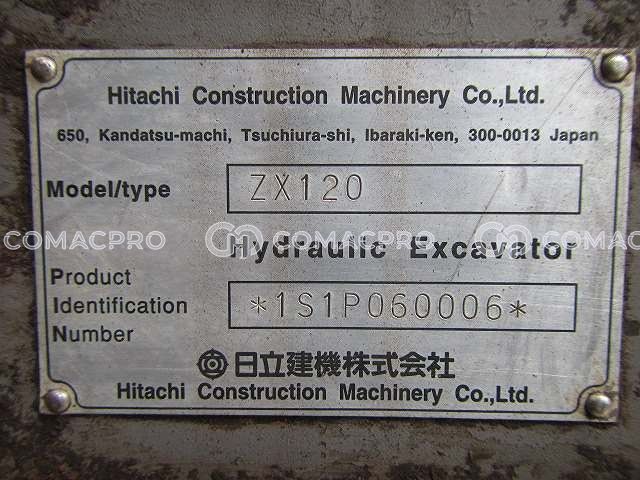 Hitachi Construction Machinery Co.,Ltd.
650, Kandatsu-machi, Tsuchiura-shi, Ibaraki-ken, 300-0013 Japan
Model/type ZX120
COMACPRO COMACPRO COMACPRO
Hydraulic Excavator
Product
Identification
Number
*1S1P060006*
日立建機株式会社
Hitachi Construction Machinery Co.,Ltd.